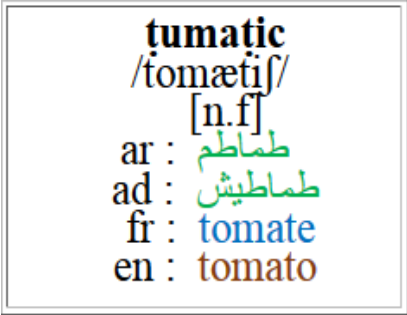 ṭumaṭic
/tomætiʃ/
[n.f]
ar : طماطم
ad : طماطيش
fr : tomate
en : tomato